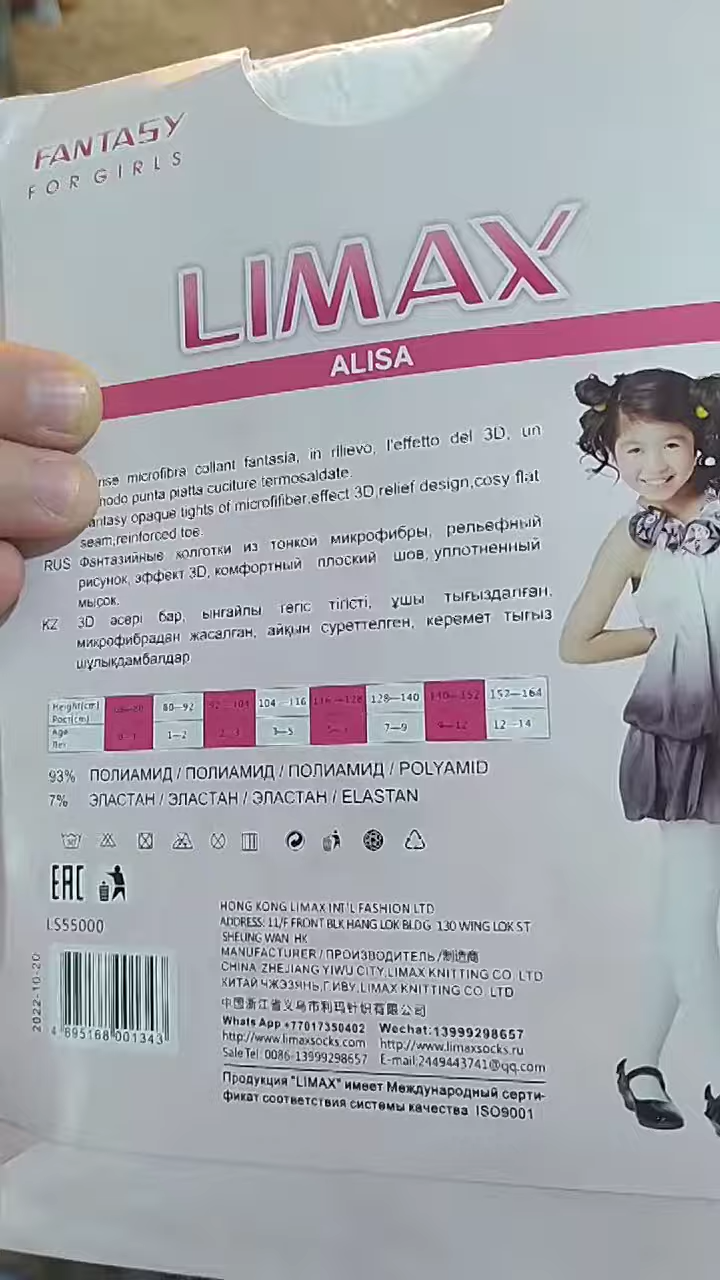 FANTASY
FOR GIRLS
LIMAX
ALISA
microfibra collant fantasia, in rilievo, l'effetto del 3D, un
modo punta piatta cuciture termosaldate.
fantasy opaque tights of microfifiber,effect 3D relief design,cosy flat
seam,reinforced toe.
RUS Фантазийные колготки из тонкой микрофибры, рельефный
рисунок, эффект 3D, комфортный плоский шов, уплотненный
мысок.
KZ 3D әсері бар, ынғайлы тегіс тігісті, ұшы тығыздалған,
микрофибрадан жасалған, айқын суреттелген, керемет тығыз
шұлықдамбалдар
Height(cm) 80—92 92—104 104—116 116—128 128—140 140—152 152—164
Рост(cm)
Age 0—1 1—2 2—3 3—5 5—7 7—9 9—12 12—14
Лет
93% ПОЛИАМИД / ПОЛИАМИД / ПОЛИАМИД / POLYAMID
7% ЭЛАСТАН / ЭЛАСТАН / ЭЛАСТАН / ELASTAN
EAC
LS55000
2022-10-20
4 895168 001343
HONG KONG LIMAX INT'L FASHION LTD
ADDRESS: 11/F FRONT BLK HANG LOK BLDG 130 WING LOK ST
SHEUNG WAN HK
MANUFACTURER / ПРОИЗВОДИТЕЛЬ /制造商
CHINA ZHEJIANG YIWU CITY,LIMAX KNITTING CO LTD
КИТАЙ ЧЖЭЗЯНЬ,Г.ИВУ,LIMAX KNITTING CO LTD
中国浙江省义乌市利玛针织有限公司
Whats App +77017350402 Wechat:13999298657
http://www.limaxsocks.com http://www.limaxsocks.ru
Sale Tel: 0086-13999298657 E-mail:2449443741@qq.com
Продукция "LIMAX" имеет Международный серти-
фикат соответствия системы качества ISO9001